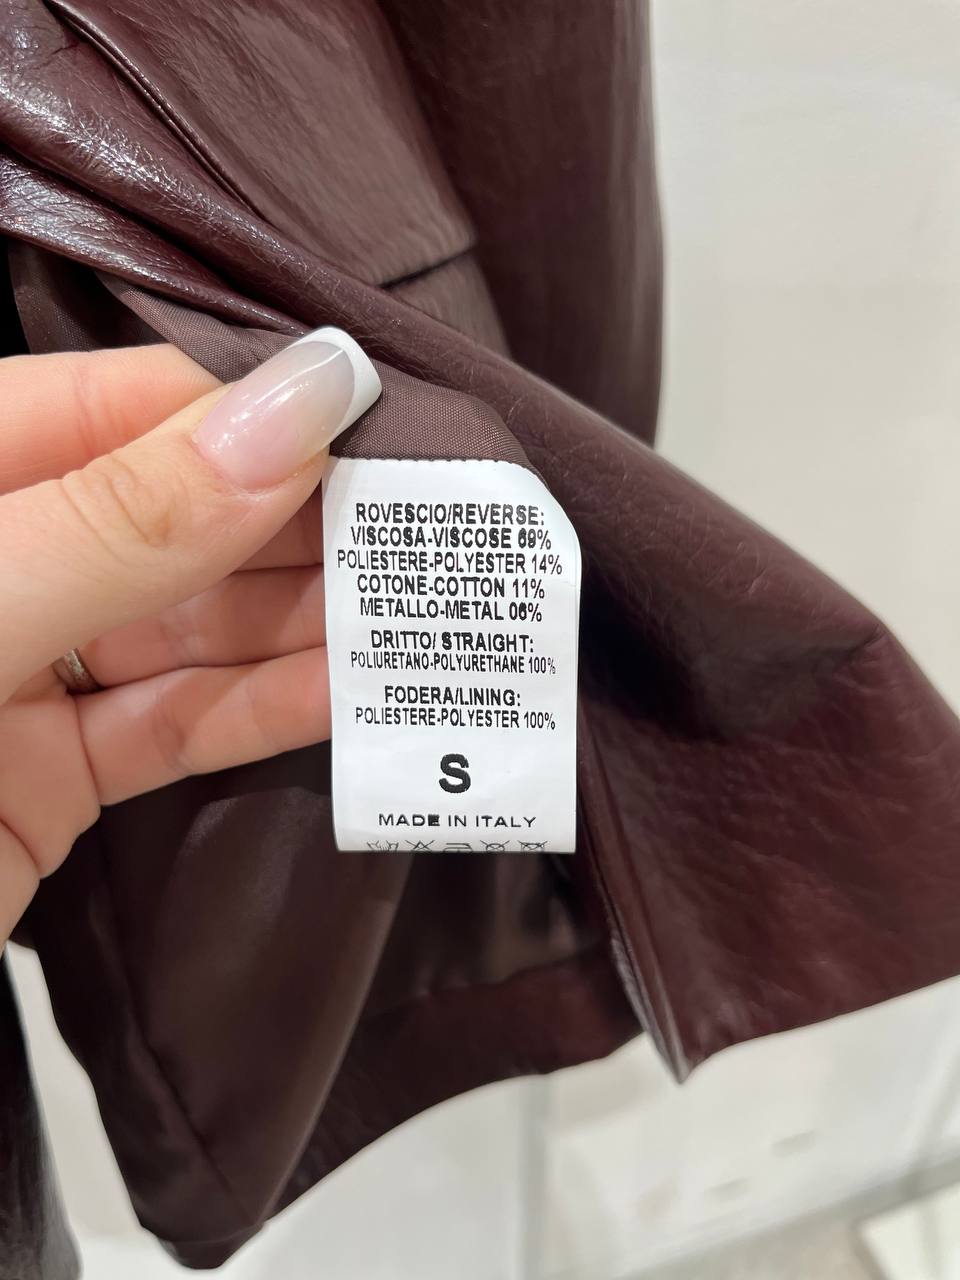 ROVESCIO/REVERSE:
VISCOSA-VISCOSE 69%
POLIESTERE-POLYESTER 14%
COTONE-COTTON 11%
METALLO-METAL 06%
DRITTO/ STRAIGHT:
POLIURETANO-POLYURETHANE 100%
FODERA/LINING:
POLIESTERE-POLYESTER 100%
S
MADE IN ITALY